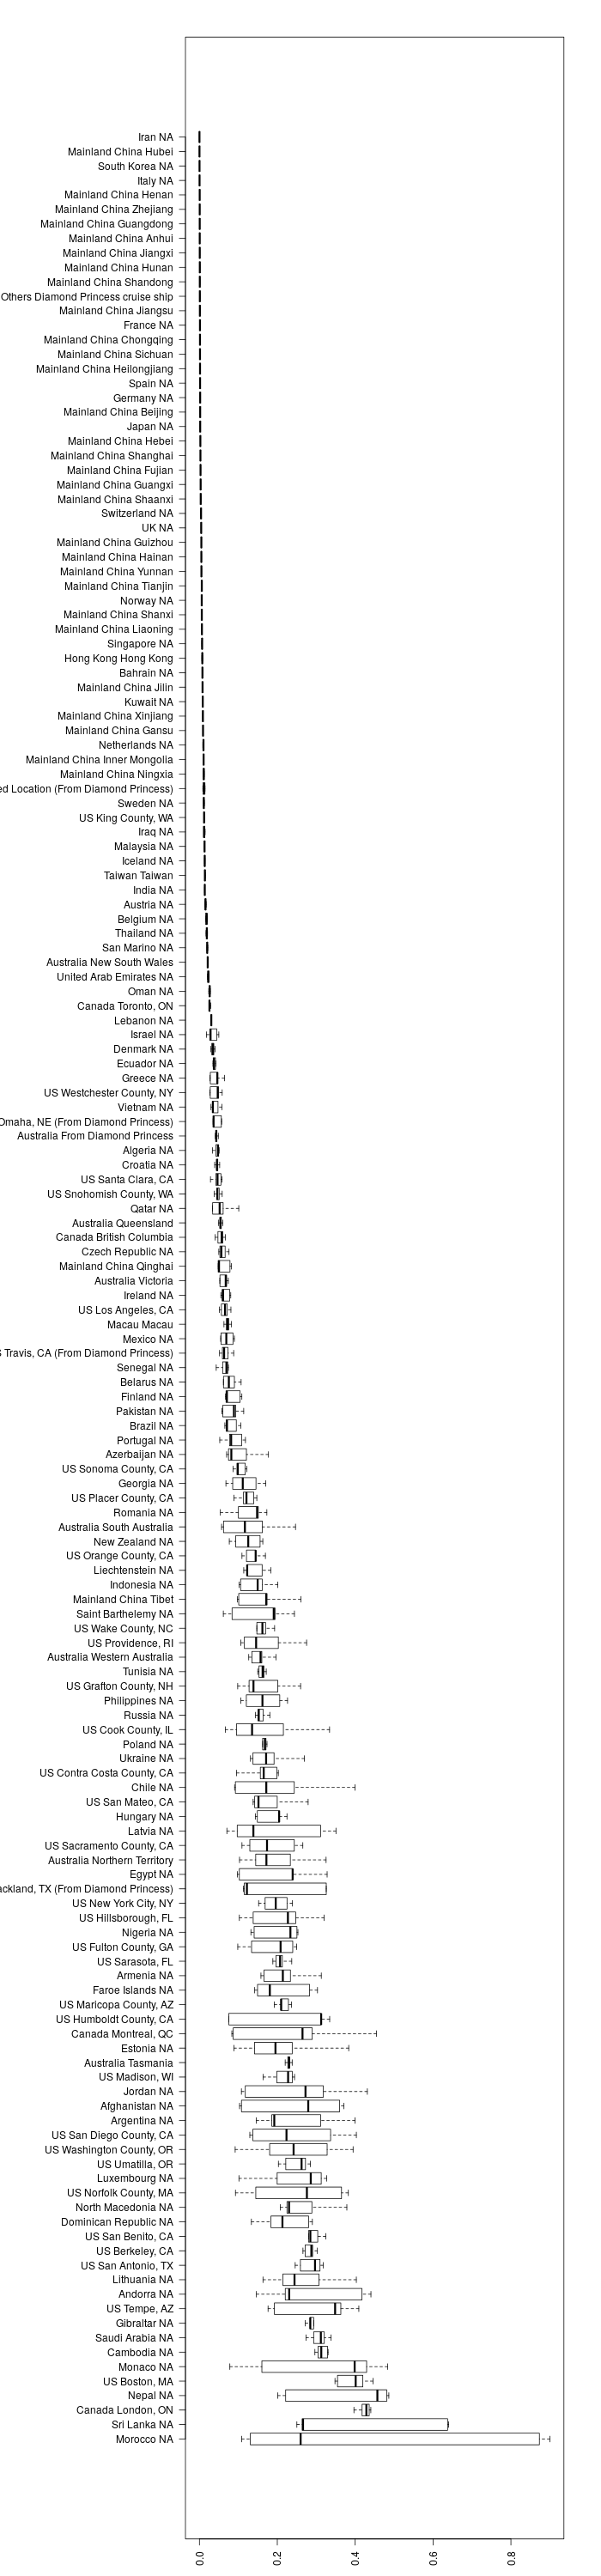 Iran NA
Mainland China Hubei
South Korea NA
Italy NA
Mainland China Henan
Mainland China Zhejiang
Mainland China Guangdong
Mainland China Anhui
Mainland China Jiangxi
Mainland China Hunan
Mainland China Shandong
Others Diamond Princess cruise ship
Mainland China Jiangsu
France NA
Mainland China Chongqing
Mainland China Sichuan
Mainland China Heilongjiang
Spain NA
Germany NA
Mainland China Beijing
Japan NA
Mainland China Hebei
Mainland China Shanghai
Mainland China Fujian
Mainland China Guangxi
Mainland China Shaanxi
Switzerland NA
UK NA
Mainland China Guizhou
Mainland China Hainan
Mainland China Yunnan
Mainland China Tianjin
Norway NA
Mainland China Shanxi
Mainland China Liaoning
Singapore NA
Hong Kong Hong Kong
Bahrain NA
Mainland China Jilin
Kuwait NA
Mainland China Xinjiang
Mainland China Gansu
Netherlands NA
Mainland China Inner Mongolia
Mainland China Ningxia
ed Location (From Diamond Princess)
Sweden NA
US King County, WA
Iraq NA
Malaysia NA
Iceland NA
Taiwan Taiwan
India NA
Austria NA
Belgium NA
Thailand NA
San Marino NA
Australia New South Wales
United Arab Emirates NA
Oman NA
Canada Toronto, ON
Lebanon NA
Israel NA
Denmark NA
Ecuador NA
Greece NA
US Westchester County, NY
Vietnam NA
Omaha, NE (From Diamond Princess)
Australia From Diamond Princess
Algeria NA
Croatia NA
US Santa Clara, CA
US Snohomish County, WA
Qatar NA
Australia Queensland
Canada British Columbia
Czech Republic NA
Mainland China Qinghai
Australia Victoria
Ireland NA
US Los Angeles, CA
Macau Macau
Mexico NA
S Travis, CA (From Diamond Princess)
Senegal NA
Belarus NA
Finland NA
Pakistan NA
Brazil NA
Portugal NA
Azerbaijan NA
US Sonoma County, CA
Georgia NA
US Placer County, CA
Romania NA
Australia South Australia
New Zealand NA
US Orange County, CA
Liechtenstein NA
Indonesia NA
Mainland China Tibet
Saint Barthelemy NA
US Wake County, NC
US Providence, RI
Australia Western Australia
Tunisia NA
US Grafton County, NH
Philippines NA
Russia NA
US Cook County, IL
Poland NA
Ukraine NA
US Contra Costa County, CA
Chile NA
US San Mateo, CA
Hungary NA
Latvia NA
US Sacramento County, CA
Australia Northern Territory
Egypt NA
ackland, TX (From Diamond Princess)
US New York City, NY
US Hillsborough, FL
Nigeria NA
US Fulton County, GA
US Sarasota, FL
Armenia NA
Faroe Islands NA
US Maricopa County, AZ
US Humboldt County, CA
Canada Montreal, QC
Estonia NA
Australia Tasmania
US Madison, WI
Jordan NA
Afghanistan NA
Argentina NA
US San Diego County, CA
US Washington County, OR
US Umatilla, OR
Luxembourg NA
US Norfolk County, MA
North Macedonia NA
Dominican Republic NA
US San Benito, CA
US Berkeley, CA
US San Antonio, TX
Lithuania NA
Andorra NA
US Tempe, AZ
Gibraltar NA
Saudi Arabia NA
Cambodia NA
Monaco NA
US Boston, MA
Nepal NA
Canada London, ON
Sri Lanka NA
Morocco NA
0.0
0.2
0.4
0.6
0.8